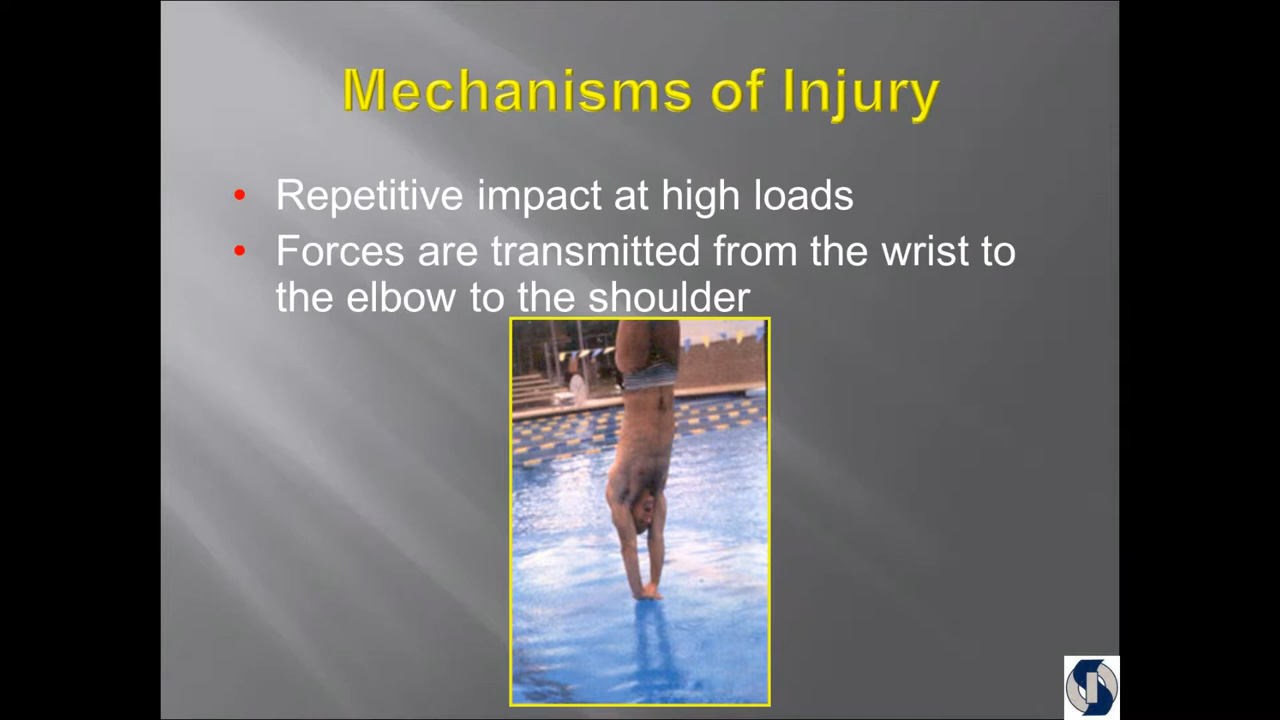 Mechanisms of Injury
• Repetitive impact at high loads
• Forces are transmitted from the wrist to
the elbow to the shoulder